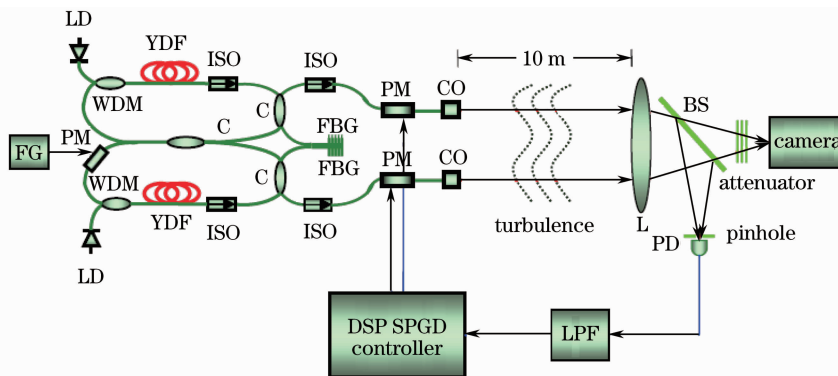 LD
YDF
ISO
ISO
10 m
WDM
PM
CO
C
BS
FG
PM
C
FBG
FBG
camera
WDM
C
PM
CO
attenuator
YDF
ISO
ISO
turbulence
L
PD
pinhole
LD
DSP SPGD
controller
LPF